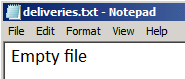 deliveries.txt - Notepad
File Edit Format View Help
Empty file